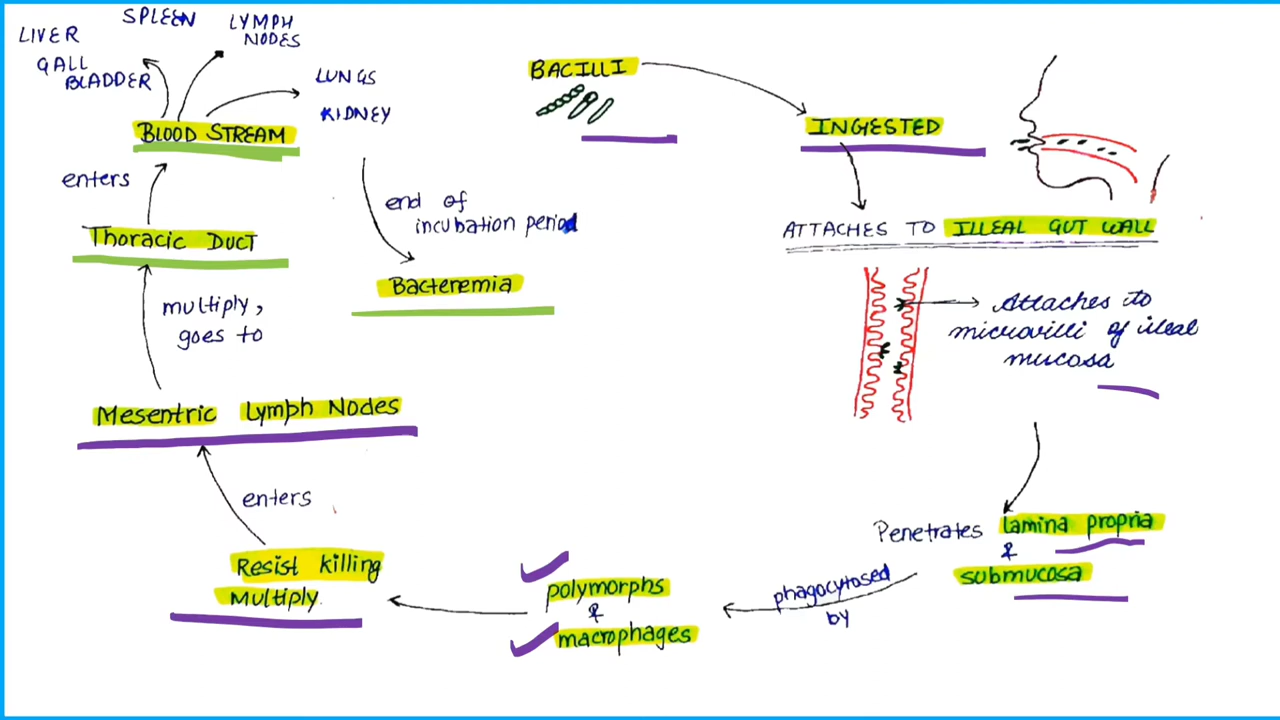 BACILLI
INGESTED
ATTACHES TO ILLEAL GUT WALL
Attaches to
microvilli of illeal
mucosa
Penetrates lamina propria
&
submucosa
phagocytosed
by
polymorphs
&
macrophages
Resist killing
Multiply.
enters
Mesentric Lymph Nodes
multiply,
goes to
Thoracic DUCT
enters
BLOOD STREAM
LIVER
GALL
BLADDER
SPLEEN
LYMPH
NODES
LUNGS
KIDNEY
end of
incubation period
Bacteremia